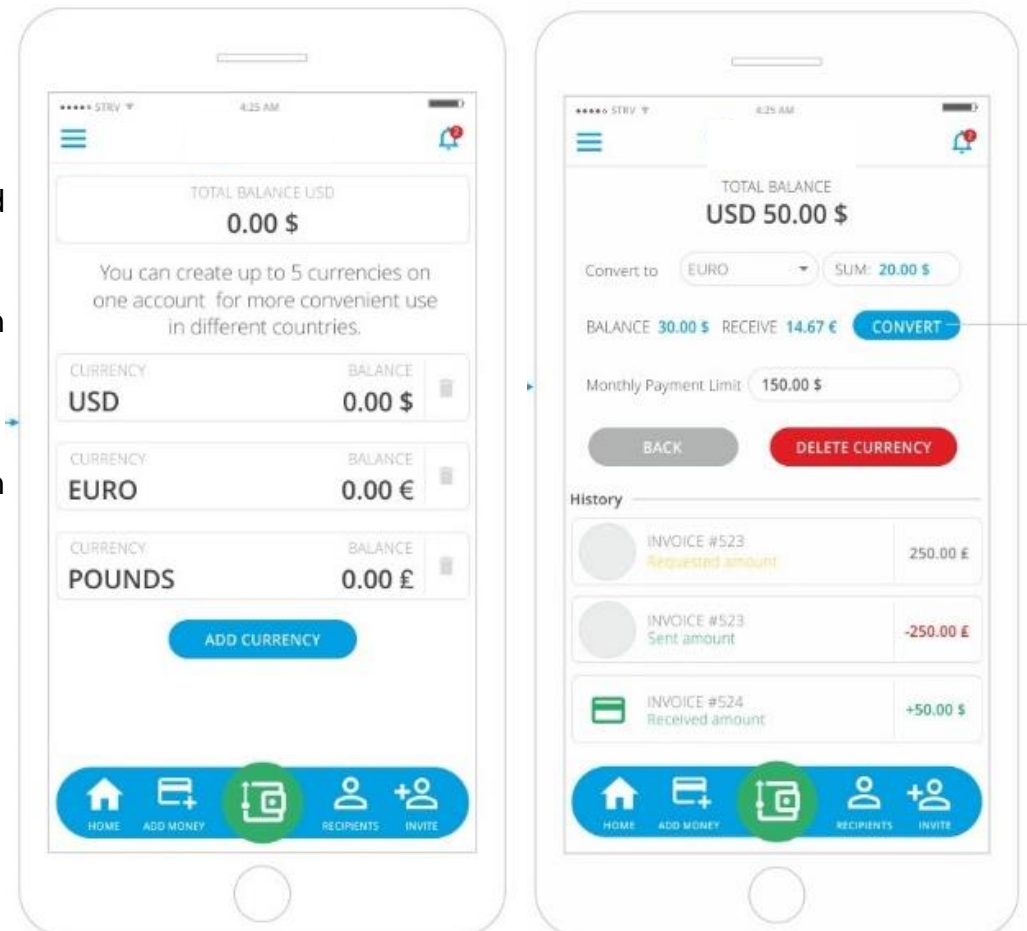 d
n
n
STRV 4:25 AM
2
TOTAL BALANCE USD
0.00 $
You can create up to 5 currencies on
one account for more convenient use
in different countries.
CURRENCY BALANCE
USD 0.00 $
CURRENCY BALANCE
EURO 0.00 €
CURRENCY BALANCE
POUNDS 0.00 £
ADD CURRENCY
HOME ADD MONEY RECIPIENTS INVITE
STRV 4:25 AM
2
TOTAL BALANCE
USD 50.00 $
Convert to EURO SUM: 20.00 $
BALANCE 30.00 $ RECEIVE 14.67 € CONVERT
Monthly Payment Limit 150.00 $
BACK DELETE CURRENCY
History
INVOICE #523
Requested amount 250.00 £
INVOICE #523
Sent amount -250.00 £
INVOICE #524
Received amount +50.00 $
HOME ADD MONEY RECIPIENTS INVITE